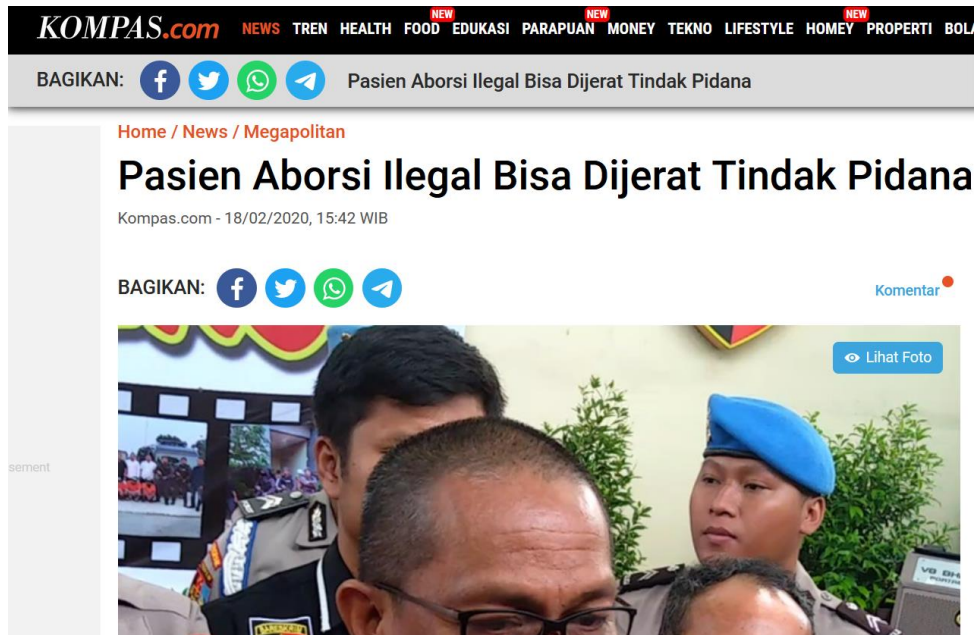 KOMPAS.com NEWS TREN HEALTH FOOD NEW EDUKASI PARAPUAN NEW MONEY TEKNO LIFESTYLE HOMEY NEW PROPERTI BOLA
BAGIKAN: Pasien Aborsi Ilegal Bisa Dijerat Tindak Pidana
Home / News / Megapolitan
Pasien Aborsi Ilegal Bisa Dijerat Tindak Pidana
Kompas.com - 18/02/2020, 15:42 WIB
BAGIKAN:
Komentar
Lihat Foto
sement